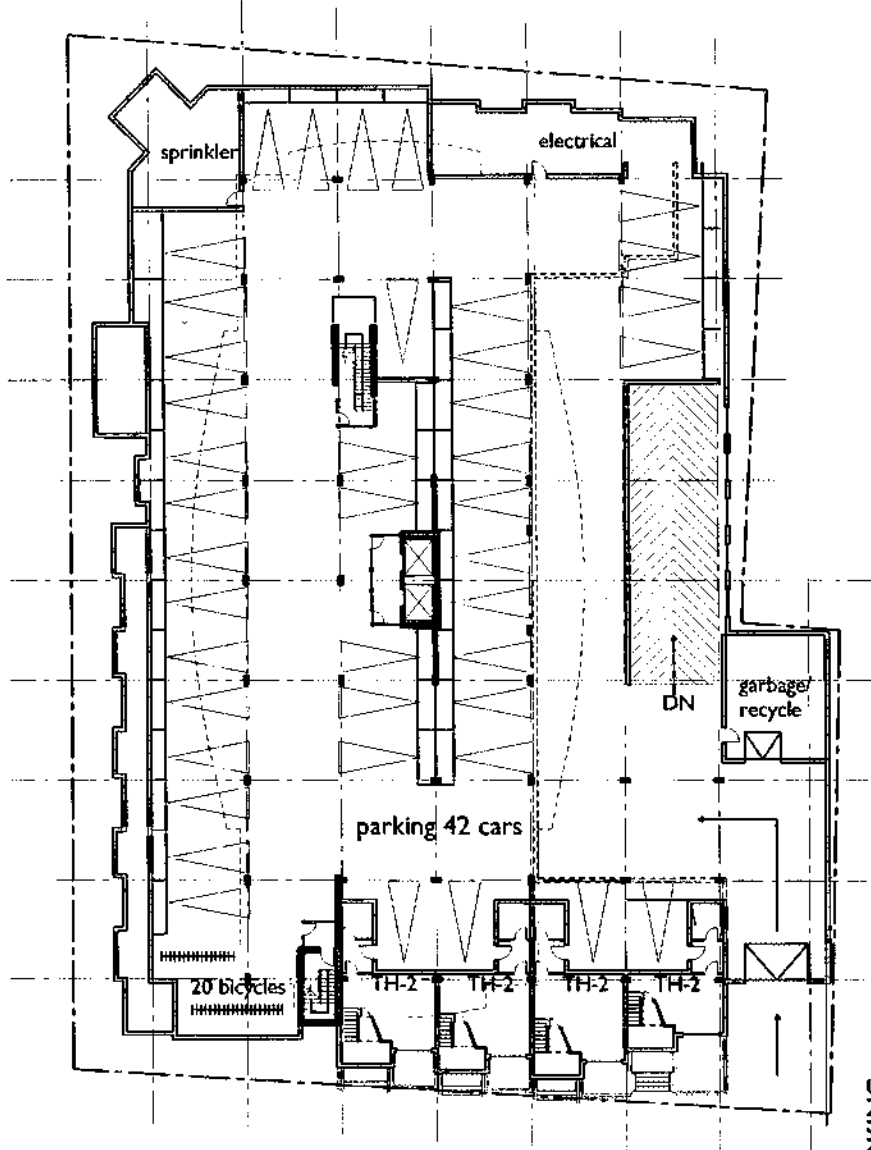 sprinkler
electrical
DN
garbage/
recycle
parking 42 cars
20 bicycles
TH-2
TH-2
TH-2
TH-2